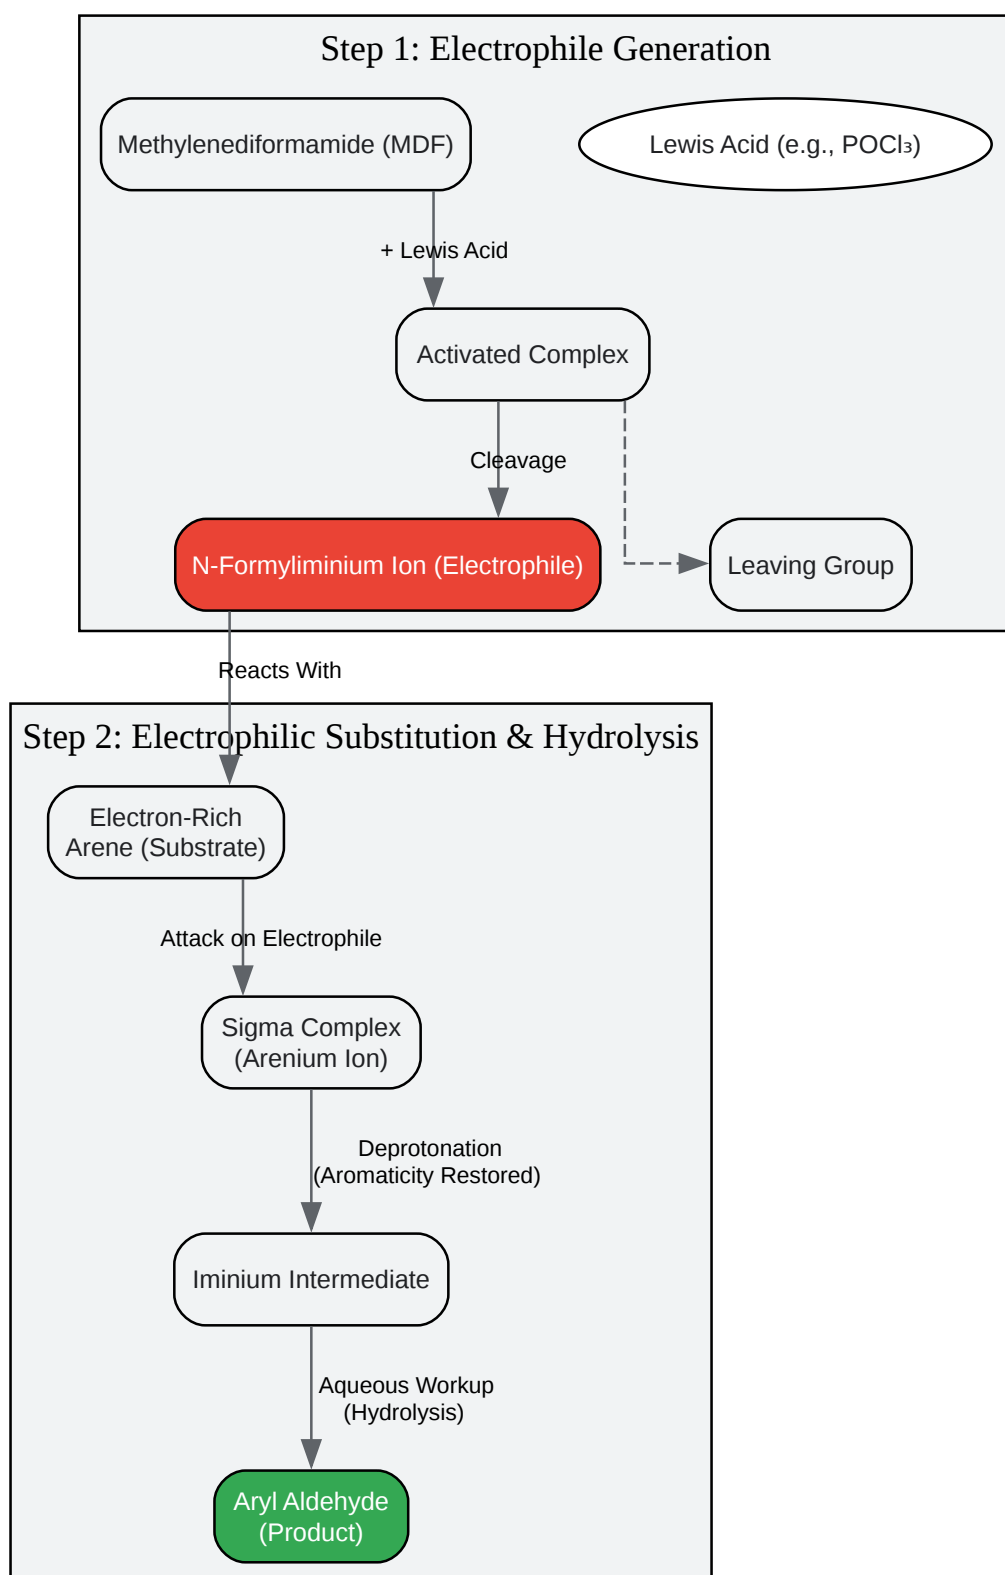 Step 1: Electrophile Generation
Methylenediformamide (MDF)
Lewis Acid (e.g., POCl₃)
+ Lewis Acid
Activated Complex
Cleavage
N-Formyliminium Ion (Electrophile)
Leaving Group
Reacts With
Step 2: Electrophilic Substitution & Hydrolysis
Electron-Rich
Arene (Substrate)
Attack on Electrophile
Sigma Complex
(Arenium Ion)
Deprotonation
(Aromaticity Restored)
Iminium Intermediate
Aqueous Workup
(Hydrolysis)
Aryl Aldehyde
(Product)